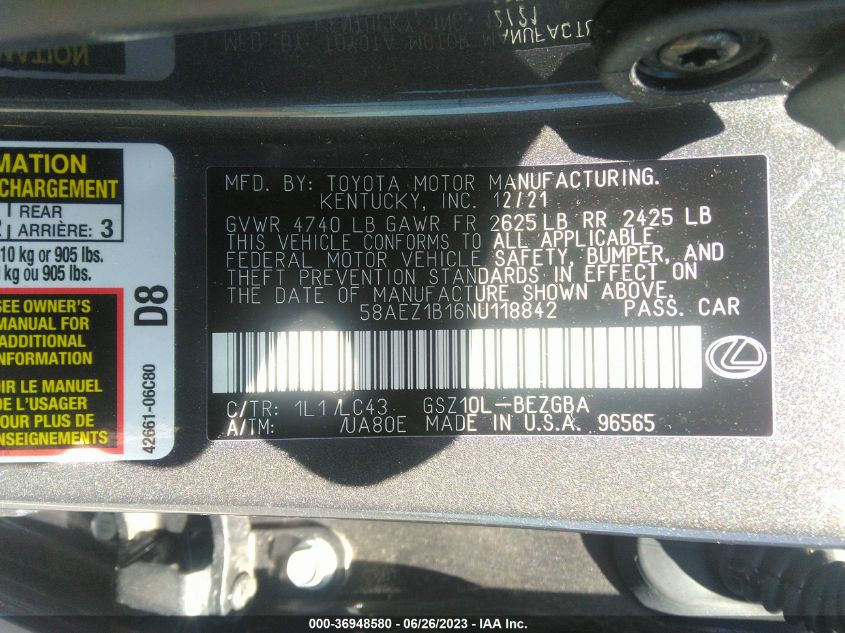 MATION
CHARGEMENT
REAR
ARRIÈRE: 3
10 kg or 905 lbs.
kg ou 905 lbs.
SEE OWNER'S
MANUAL FOR
ADDITIONAL
INFORMATION
IR LE MANUEL
DE L'USAGER
POUR PLUS DE
RENSEIGNEMENTS
D8
42661-06C80
MFD. BY: TOYOTA MOTOR MANUFACTURING.
KENTUCKY, INC. 12/21
GVWR 4740 LB GAWR FR 2625 LB RR 2425 LB
THIS VEHICLE CONFORMS TO ALL APPLICABLE
FEDERAL MOTOR VEHICLE SAFETY, BUMPER, AND
THEFT PREVENTION STANDARDS IN EFFECT ON
THE DATE OF MANUFACTURE SHOWN ABOVE.
58AEZ1B16NU118842 PASS. CAR
C/TR: 1L1 /LC43 GSZ10L-BEZGBA
A/TM: /UA80E MADE IN U.S.A. 96565
000-36948580 - 06/26/2023 - IAA Inc.